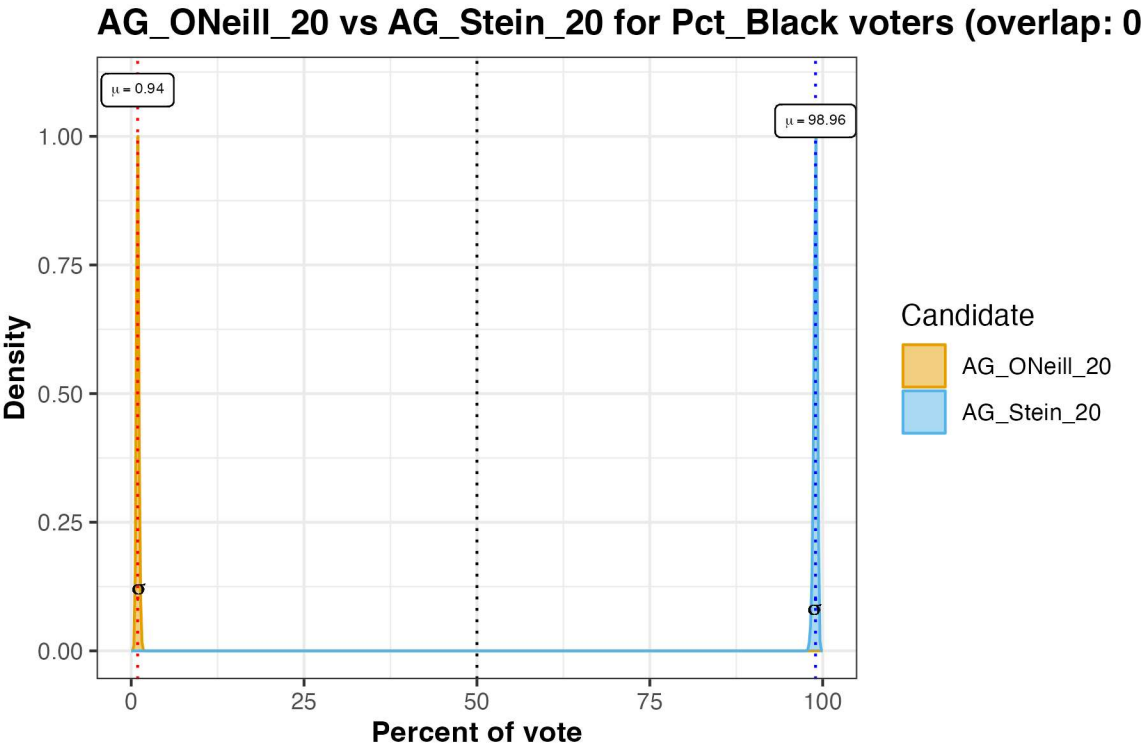 AG_ONeill_20 vs AG_Stein_20 for Pct_Black voters (overlap: 0
μ = 0.94
μ = 98.96
1.00
0.75
0.50
0.25
0.00
σ
σ
Density
0
25
50
75
100
Percent of vote
Candidate
AG_ONeill_20
AG_Stein_20